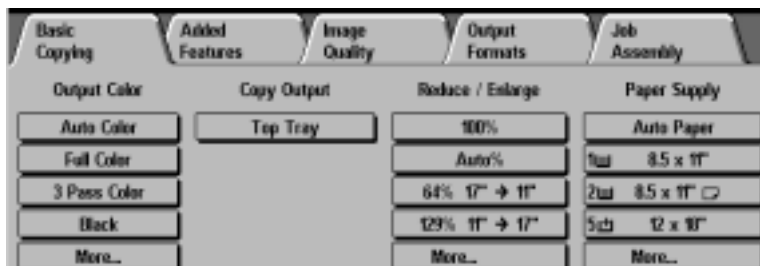 Basic Copying
Added Features
Image Quality
Output Formats
Job Assembly
Output Color
Auto Color
Full Color
3 Pass Color
Black
More...
Copy Output
Top Tray
Reduce / Enlarge
100%
Auto%
64% 17" → 11"
129% 11" → 17"
More...
Paper Supply
Auto Paper
1 8.5 x 11"
2 8.5 x 11"
5 12 x 18"
More...